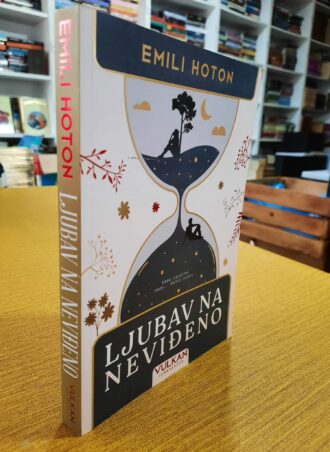 EMILI HOTON
LJUBAV NA NEVIĐENO
VULKAN
EMILI HOTON
LJUBAV NA
NEVIĐENO
VULKAN